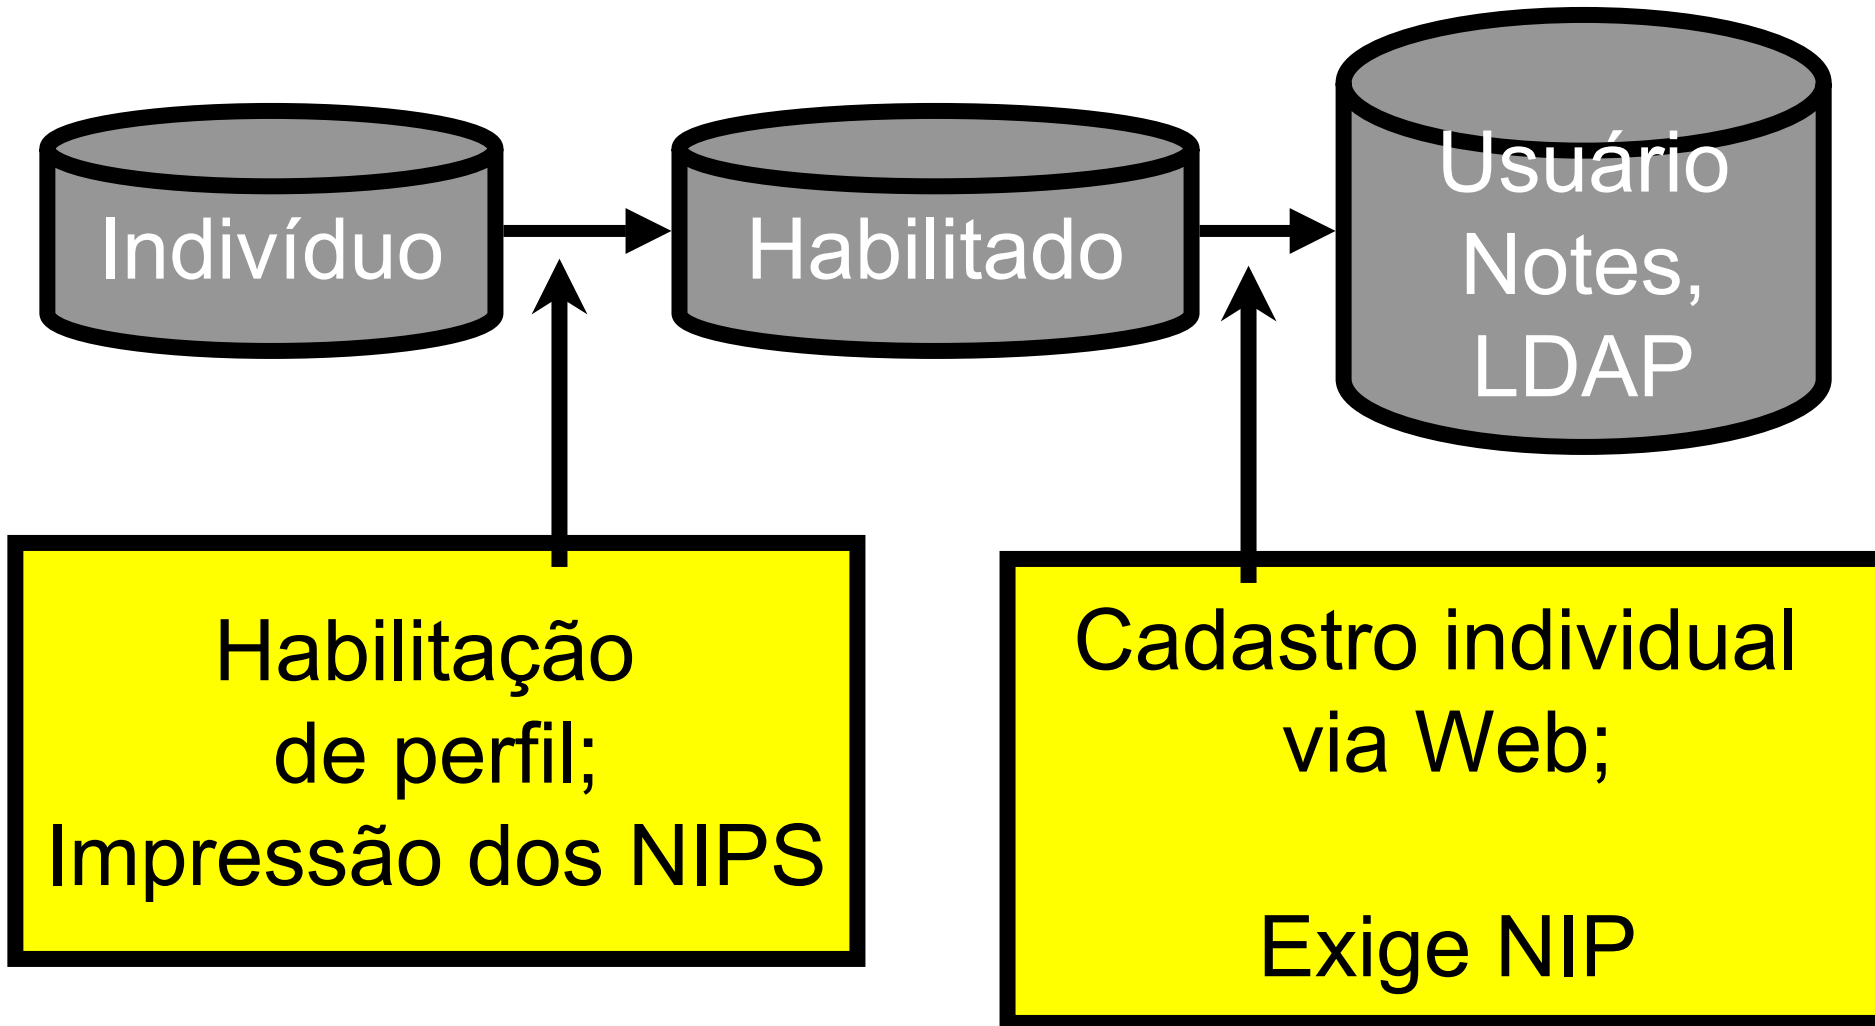 Indivíduo
Habilitado
Usuário
Notes,
LDAP
Habilitação
de perfil;
Impressão dos NIPS
Cadastro individual
via Web;
Exige NIP